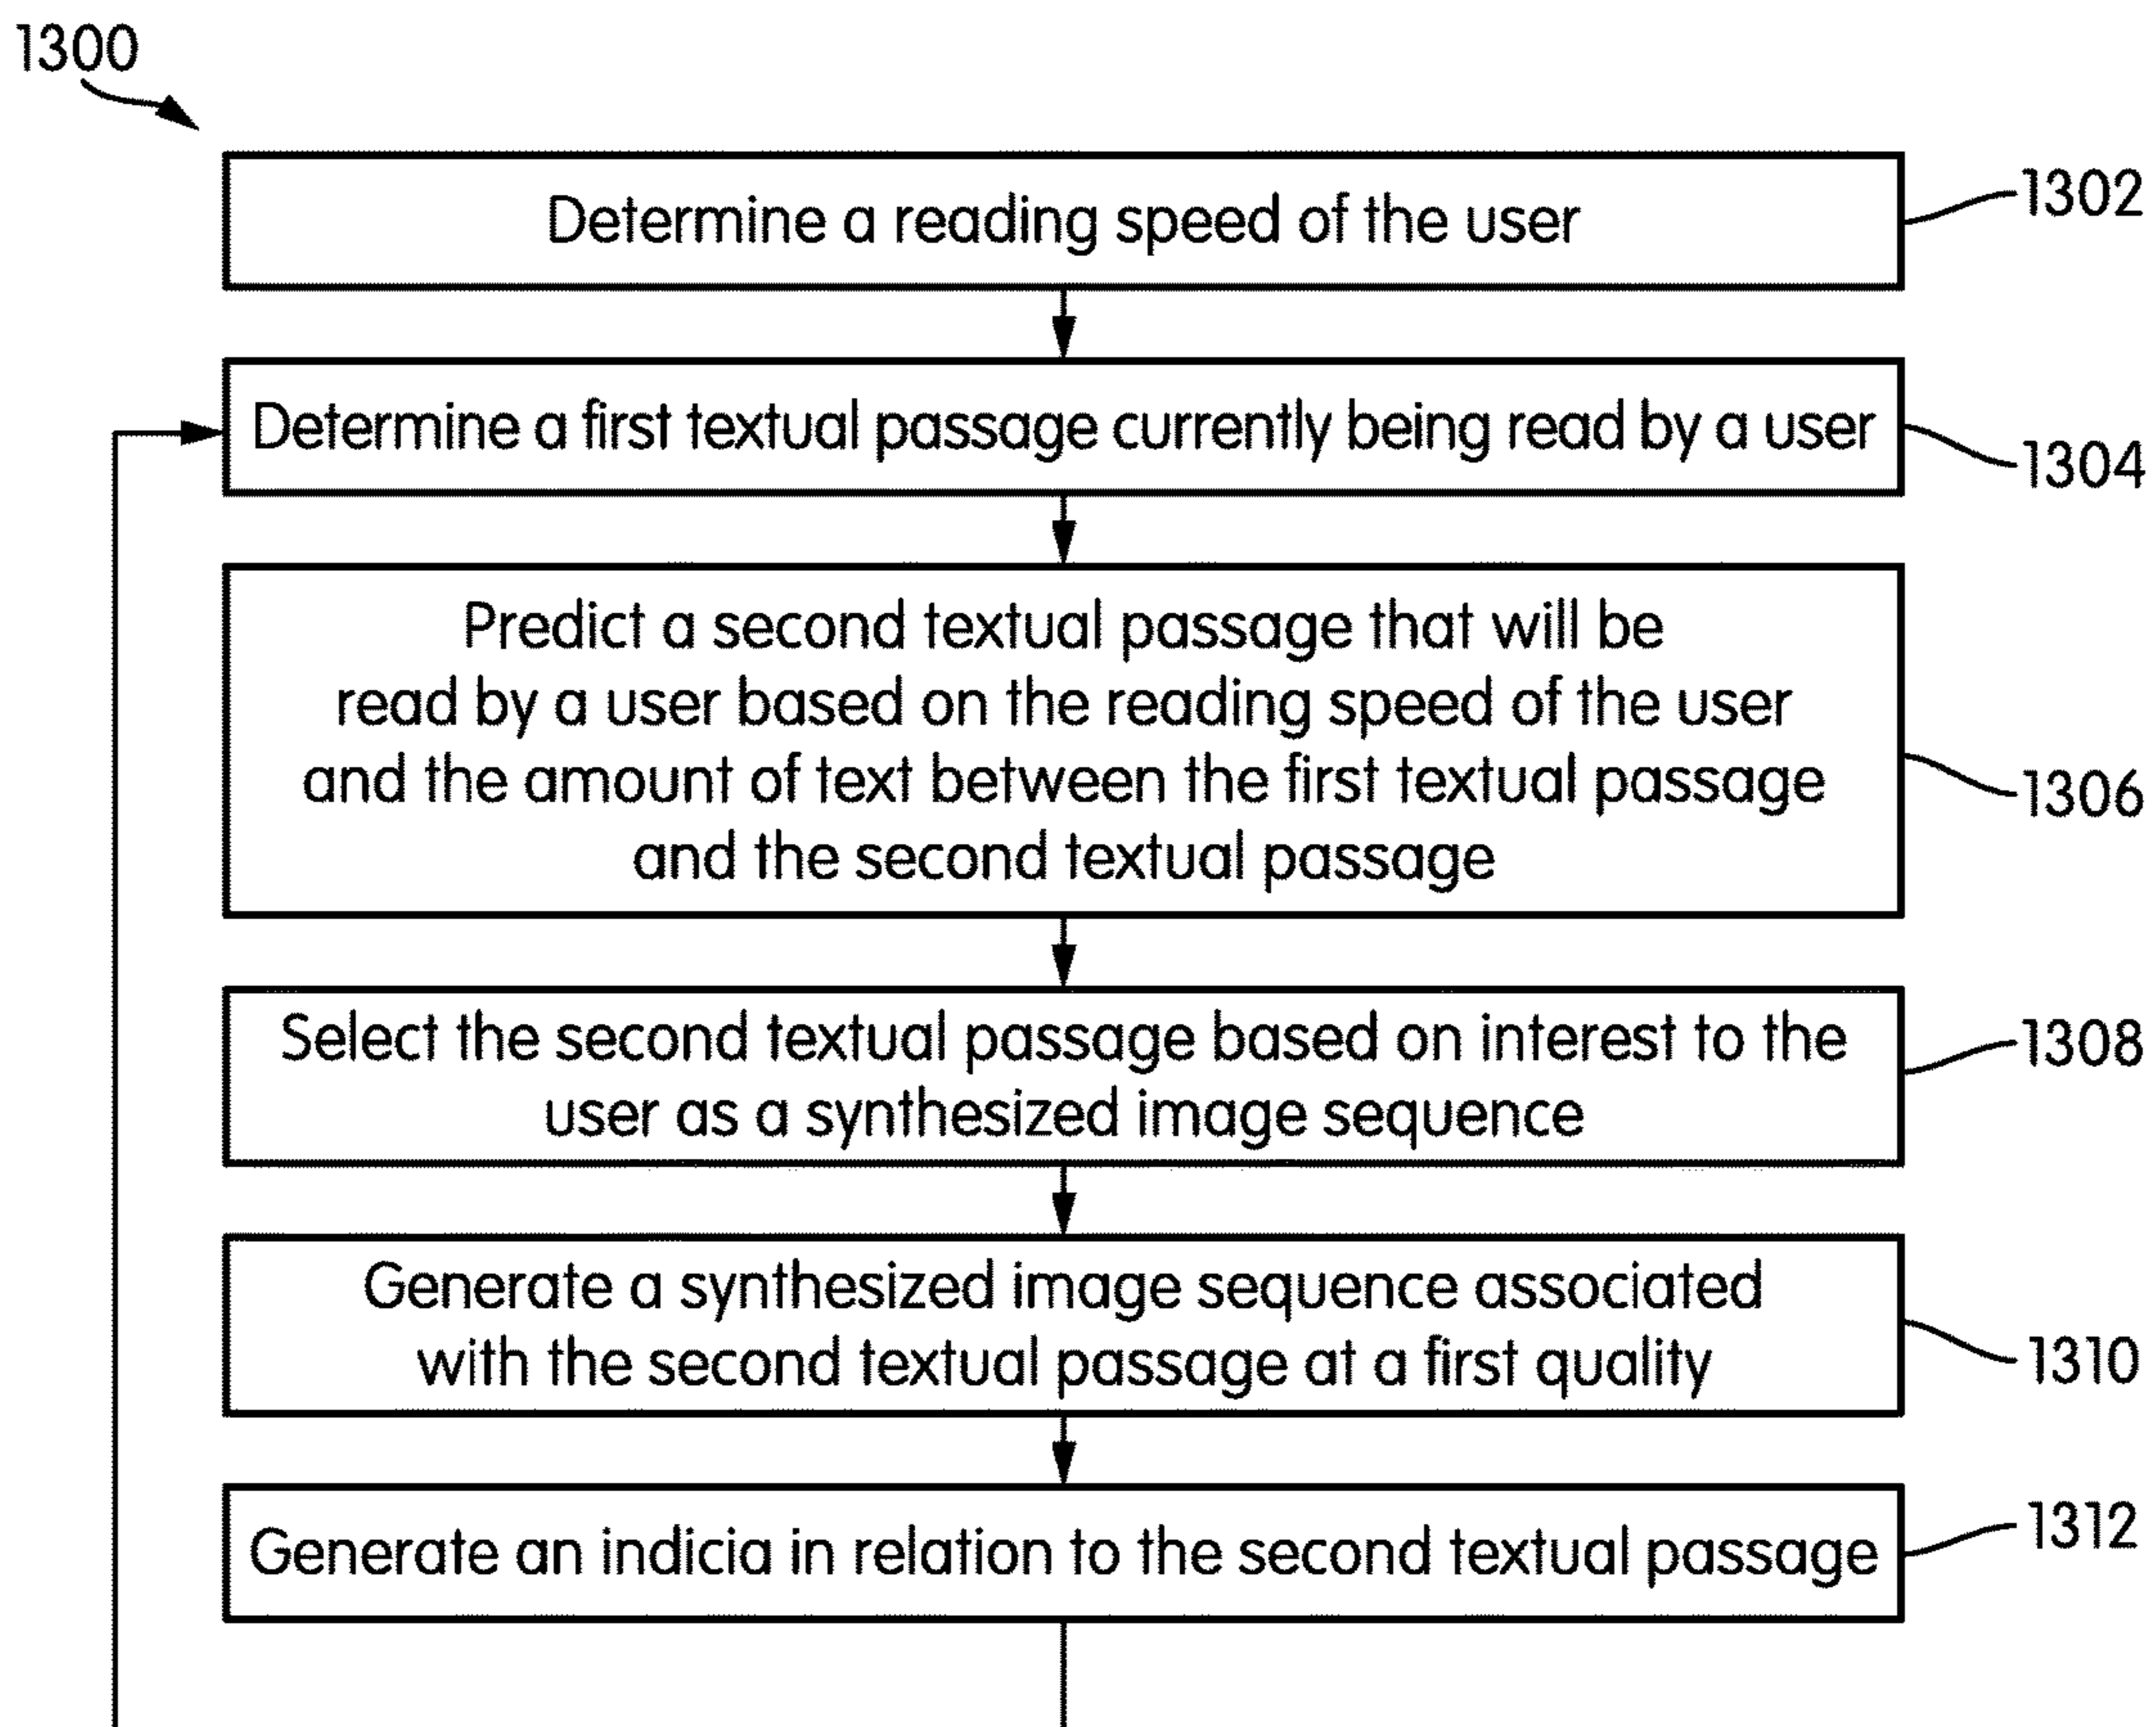 1300
Determine a reading speed of the user
1302
Determine a first textual passage currently being read by a user
1304
Predict a second textual passage that will be
read by a user based on the reading speed of the user
and the amount of text between the first textual passage
and the second textual passage
1306
Select the second textual passage based on interest to the
user as a synthesized image sequence
1308
Generate a synthesized image sequence associated
with the second textual passage at a first quality
1310
Generate an indicia in relation to the second textual passage
1312